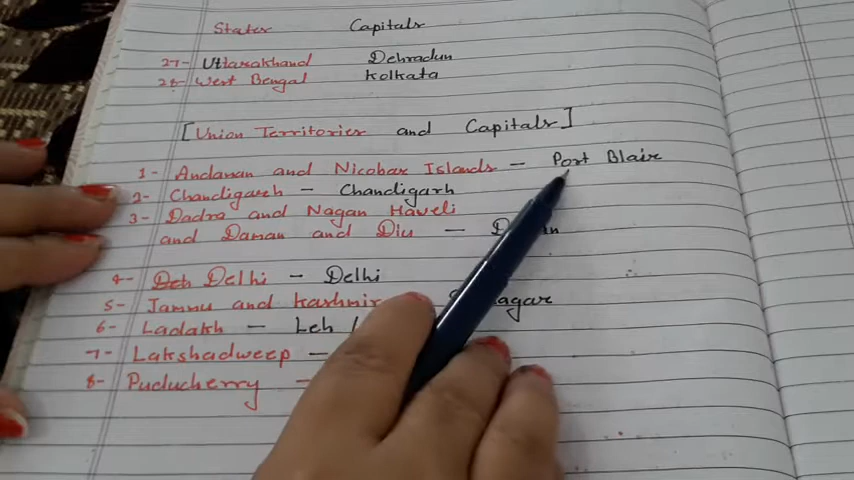 States Capitals
27- Uttarakhand Dehradun
28- West Bengal Kolkata
[Union Territories and Capitals]
1- Andaman and Nicobar Islands - Port Blair
2- Chandigarh - Chandigarh
3- Dadra and Nagar Haveli
and Daman and Diu -
4- Delhi - Delhi
5- Jammu and Kashmir
6- Ladakh - Leh
7- Lakshadweep -
8- Puducherry -